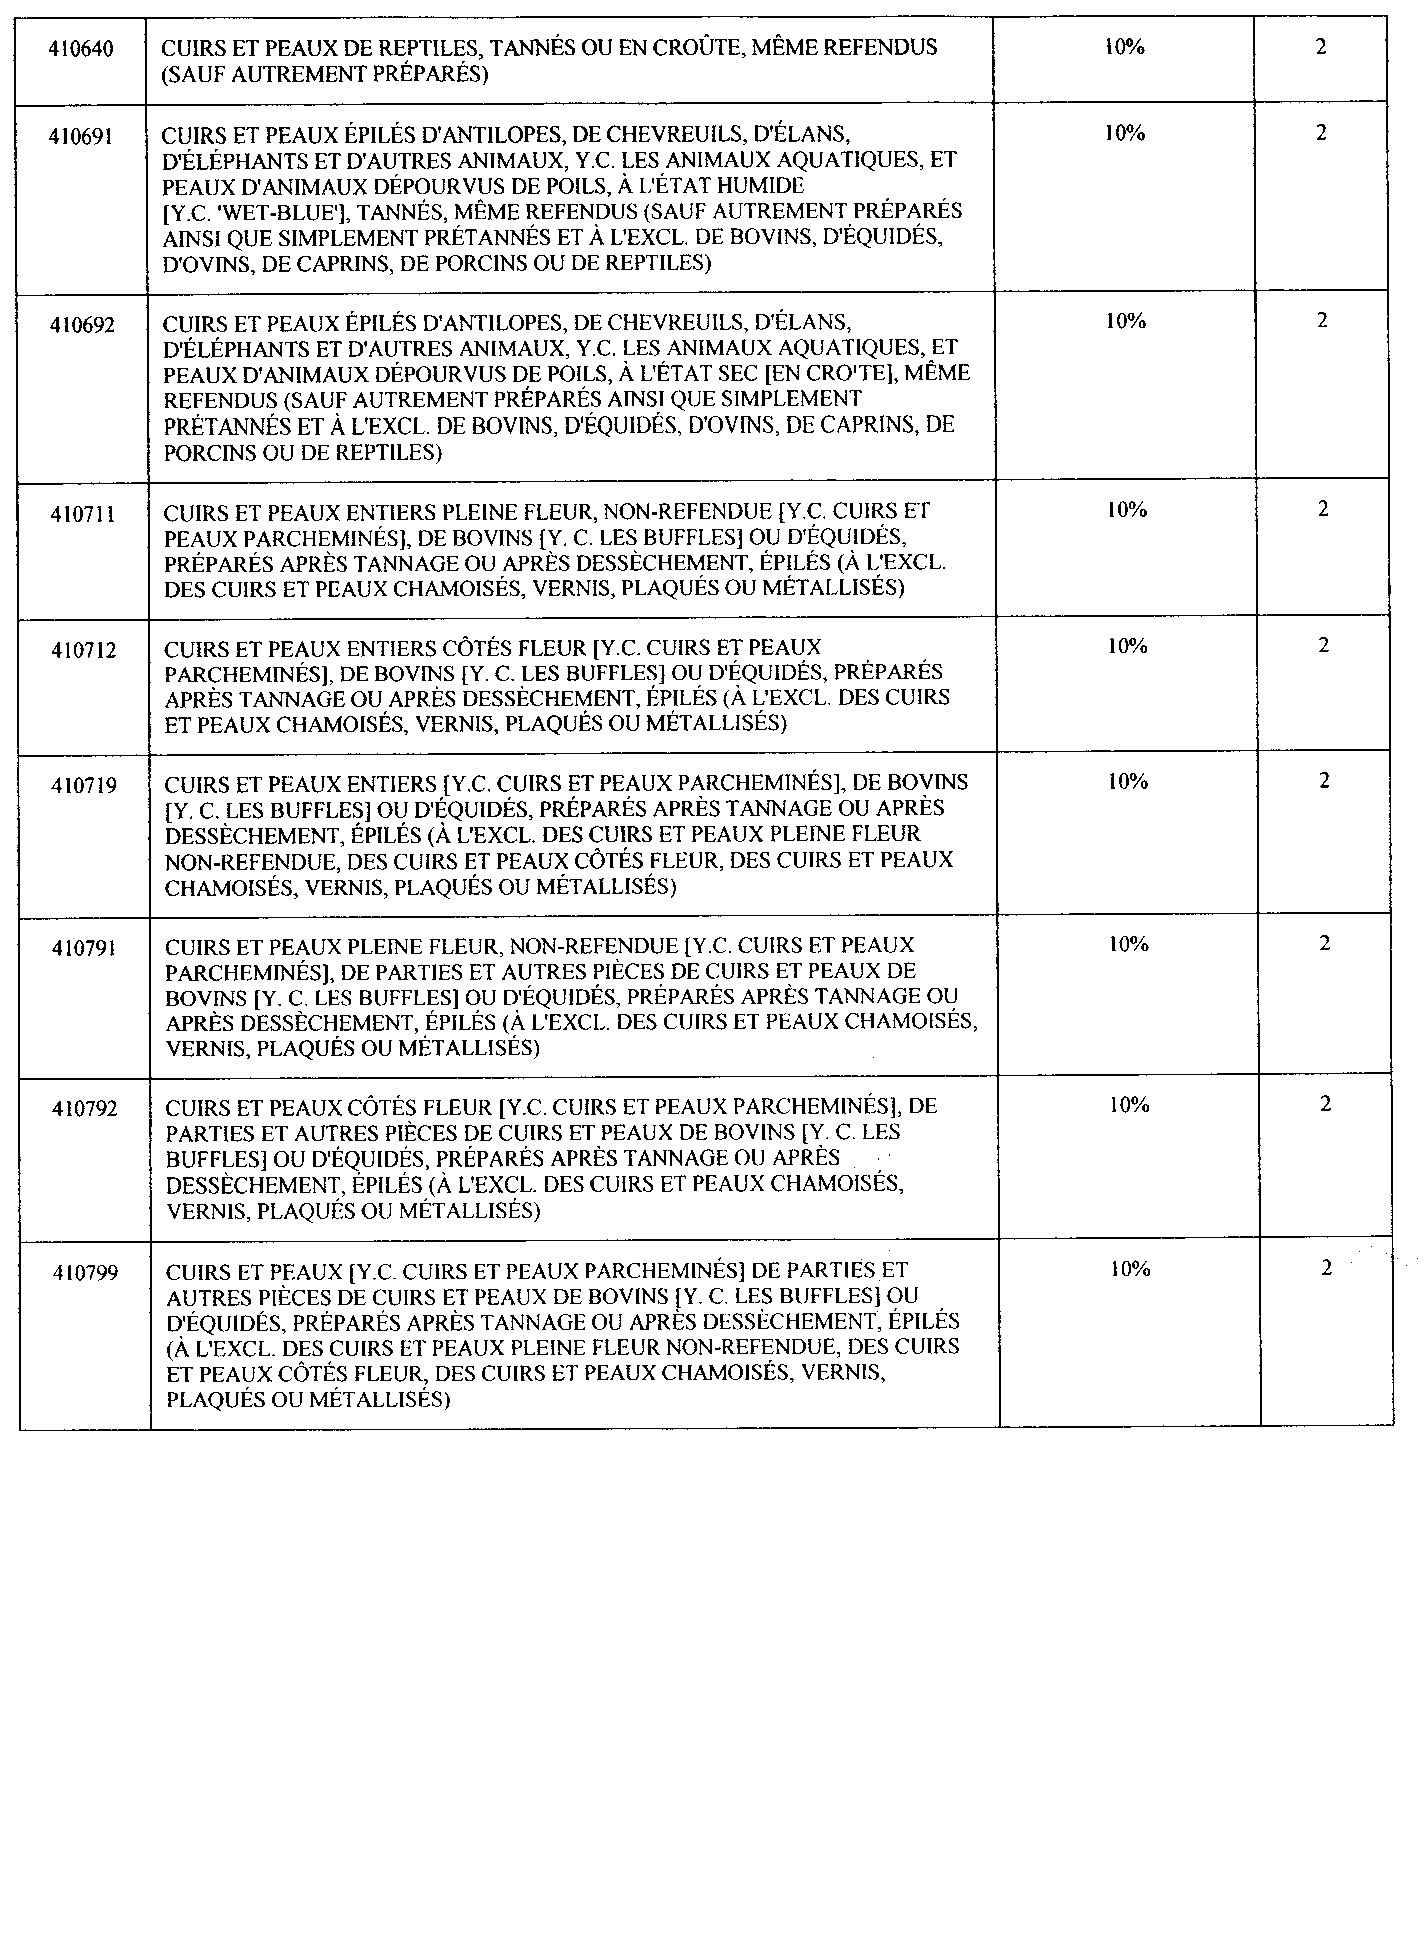 410640 CUIRS ET PEAUX DE REPTILES, TANNÉS OU EN CROÛTE, MÊME REFENDUS 10% 2
(SAUF AUTREMENT PRÉPARÉS)
410691 CUIRS ET PEAUX ÉPILÉS D'ANTILOPES, DE CHEVREUILS, D'ÉLANS, 10% 2
D'ÉLÉPHANTS ET D'AUTRES ANIMAUX, Y.C. LES ANIMAUX AQUATIQUES, ET
PEAUX D'ANIMAUX DÉPOURVUS DE POILS, À L'ÉTAT HUMIDE
[Y.C. 'WET-BLUE'], TANNÉS, MÊME REFENDUS (SAUF AUTREMENT PRÉPARÉS
AINSI QUE SIMPLEMENT PRÉTANNÉS ET À L'EXCL. DE BOVINS, D'ÉQUIDÉS,
D'OVINS, DE CAPRINS, DE PORCINS OU DE REPTILES)
410692 CUIRS ET PEAUX ÉPILÉS D'ANTILOPES, DE CHEVREUILS, D'ÉLANS, 10% 2
D'ÉLÉPHANTS ET D'AUTRES ANIMAUX, Y.C. LES ANIMAUX AQUATIQUES, ET
PEAUX D'ANIMAUX DÉPOURVUS DE POILS, À L'ÉTAT SEC [EN CRO'TE], MÊME
REFENDUS (SAUF AUTREMENT PRÉPARÉS AINSI QUE SIMPLEMENT
PRÉTANNÉS ET À L'EXCL. DE BOVINS, D'ÉQUIDÉS, D'OVINS, DE CAPRINS, DE
PORCINS OU DE REPTILES)
410711 CUIRS ET PEAUX ENTIERS PLEINE FLEUR, NON-REFENDUE [Y.C. CUIRS ET 10% 2
PEAUX PARCHEMINÉS], DE BOVINS [Y. C. LES BUFFLES] OU D'ÉQUIDÉS,
PRÉPARÉS APRÈS TANNAGE OU APRÈS DESSÈCHEMENT, ÉPILÉS (À L'EXCL.
DES CUIRS ET PEAUX CHAMOISÉS, VERNIS, PLAQUÉS OU MÉTALLISÉS)
410712 CUIRS ET PEAUX ENTIERS CÔTÉS FLEUR [Y.C. CUIRS ET PEAUX 10% 2
PARCHEMINÉS], DE BOVINS [Y. C. LES BUFFLES] OU D'ÉQUIDÉS, PRÉPARÉS
APRÈS TANNAGE OU APRÈS DESSÈCHEMENT, ÉPILÉS (À L'EXCL. DES CUIRS
ET PEAUX CHAMOISÉS, VERNIS, PLAQUÉS OU MÉTALLISÉS)
410719 CUIRS ET PEAUX ENTIERS [Y.C. CUIRS ET PEAUX PARCHEMINÉS], DE BOVINS 10% 2
[Y. C. LES BUFFLES] OU D'ÉQUIDÉS, PRÉPARÉS APRÈS TANNAGE OU APRÈS
DESSÈCHEMENT, ÉPILÉS (À L'EXCL. DES CUIRS ET PEAUX PLEINE FLEUR
NON-REFENDUE, DES CUIRS ET PEAUX CÔTÉS FLEUR, DES CUIRS ET PEAUX
CHAMOISÉS, VERNIS, PLAQUÉS OU MÉTALLISÉS)
410791 CUIRS ET PEAUX PLEINE FLEUR, NON-REFENDUE [Y.C. CUIRS ET PEAUX 10% 2
PARCHEMINÉS], DE PARTIES ET AUTRES PIÈCES DE CUIRS ET PEAUX DE
BOVINS [Y. C. LES BUFFLES] OU D'ÉQUIDÉS, PRÉPARÉS APRÈS TANNAGE OU
APRÈS DESSÈCHEMENT, ÉPILÉS (À L'EXCL. DES CUIRS ET PEAUX CHAMOISÉS,
VERNIS, PLAQUÉS OU MÉTALLISÉS)
410792 CUIRS ET PEAUX CÔTÉS FLEUR [Y.C. CUIRS ET PEAUX PARCHEMINÉS], DE 10% 2
PARTIES ET AUTRES PIÈCES DE CUIRS ET PEAUX DE BOVINS [Y. C. LES
BUFFLES] OU D'ÉQUIDÉS, PRÉPARÉS APRÈS TANNAGE OU APRÈS
DESSÈCHEMENT, ÉPILÉS (À L'EXCL. DES CUIRS ET PEAUX CHAMOISÉS,
VERNIS, PLAQUÉS OU MÉTALLISÉS)
410799 CUIRS ET PEAUX [Y.C. CUIRS ET PEAUX PARCHEMINÉS] DE PARTIES ET 10% 2
AUTRES PIÈCES DE CUIRS ET PEAUX DE BOVINS [Y. C. LES BUFFLES] OU
D'ÉQUIDÉS, PRÉPARÉS APRÈS TANNAGE OU APRÈS DESSÈCHEMENT, ÉPILÉS
(À L'EXCL. DES CUIRS ET PEAUX PLEINE FLEUR NON-REFENDUE, DES CUIRS
ET PEAUX CÔTÉS FLEUR, DES CUIRS ET PEAUX CHAMOISÉS, VERNIS,
PLAQUÉS OU MÉTALLISÉS)